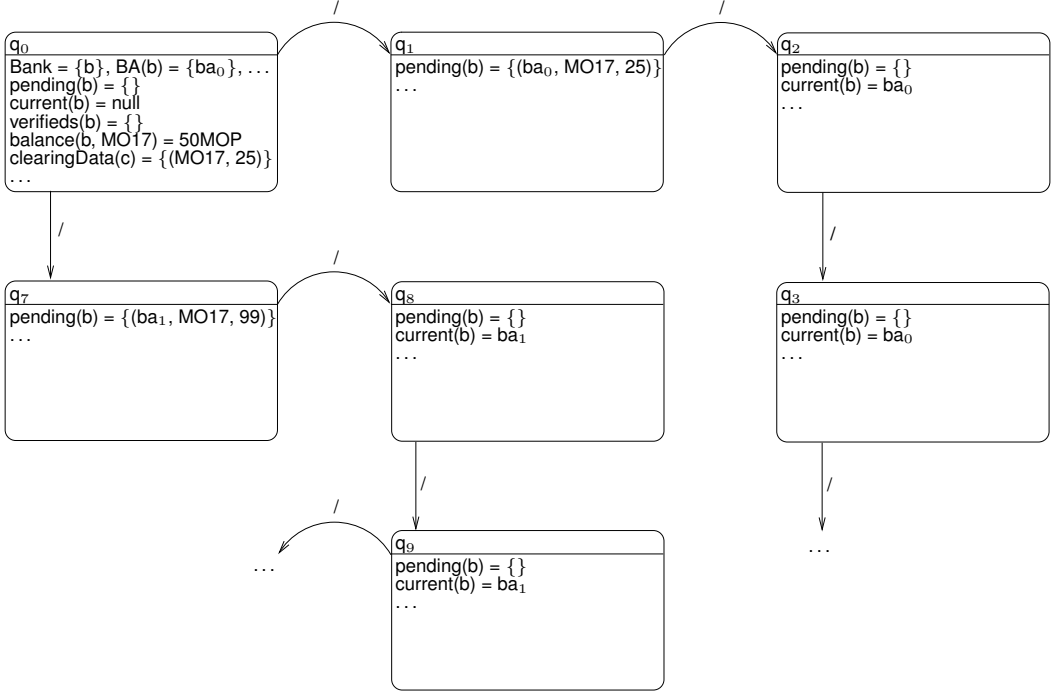 /
/
q₀
Bank = {b}, BA(b) = {ba₀}, ...
pending(b) = {}
current(b) = null
verifieds(b) = {}
balance(b, MO17) = 50MOP
clearingData(c) = {(MO17, 25)}
...
q₁
pending(b) = {(ba₀, MO17, 25)}
...
q₂
pending(b) = {}
current(b) = ba₀
...
/
/
/
q₇
pending(b) = {(ba₁, MO17, 99)}
...
q₈
pending(b) = {}
current(b) = ba₁
...
q₃
pending(b) = {}
current(b) = ba₀
...
/
/
/
...
q₉
pending(b) = {}
current(b) = ba₁
...
...